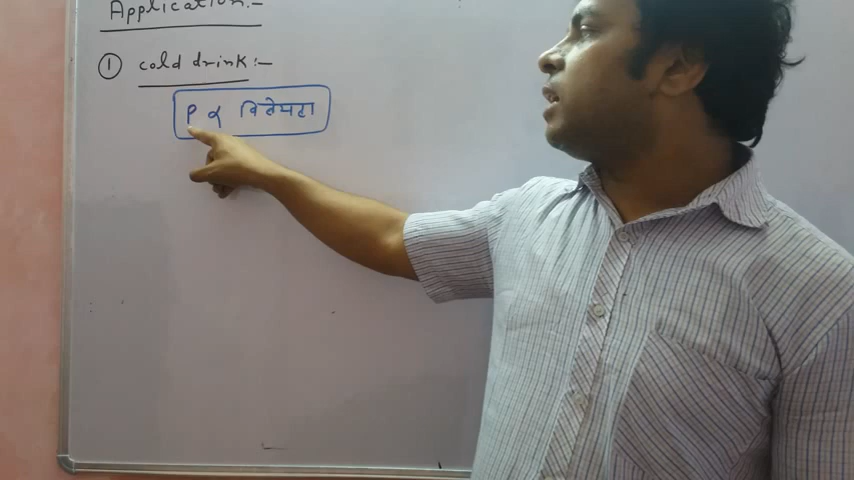 Application:-
① cold drink:-
P α विलेयता